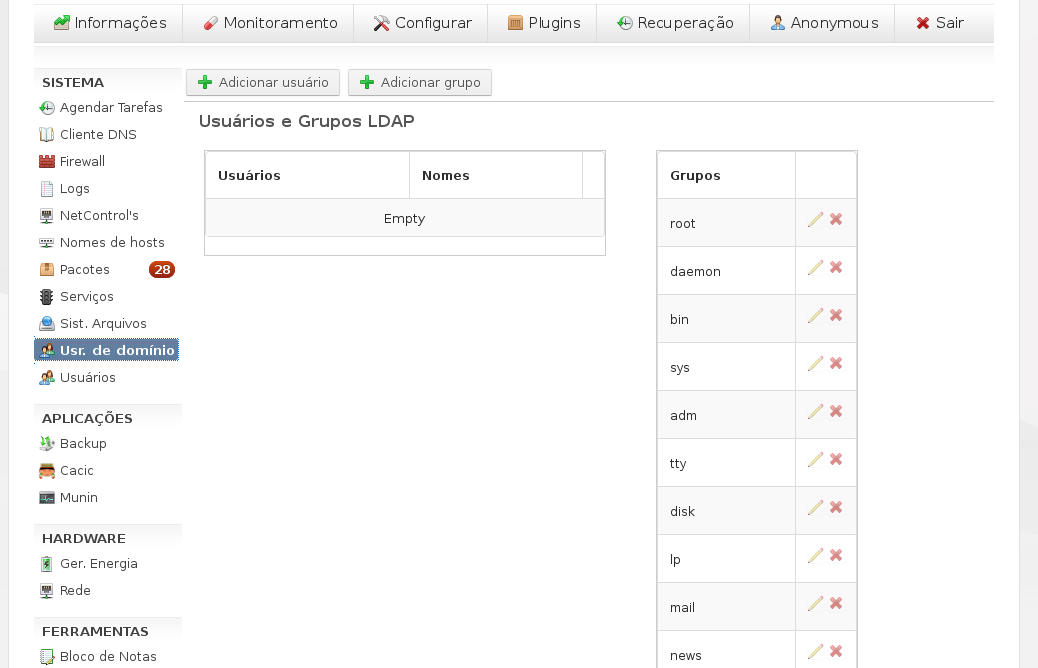 Informações Monitoramento Configurar Plugins Recuperação Anonymous Sair
SISTEMA
Agendar Tarefas
Cliente DNS
Firewall
Logs
NetControl's
Nomes de hosts
Pacotes 28
Serviços
Sist. Arquivos
Usr. de domínio
Usuários
APLICAÇÕES
Backup
Cacic
Munin
HARDWARE
Ger. Energia
Rede
FERRAMENTAS
Bloco de Notas
Adicionar usuário Adicionar grupo
Usuários e Grupos LDAP
Usuários Nomes
Empty
Grupos
root
daemon
bin
sys
adm
tty
disk
lp
mail
news